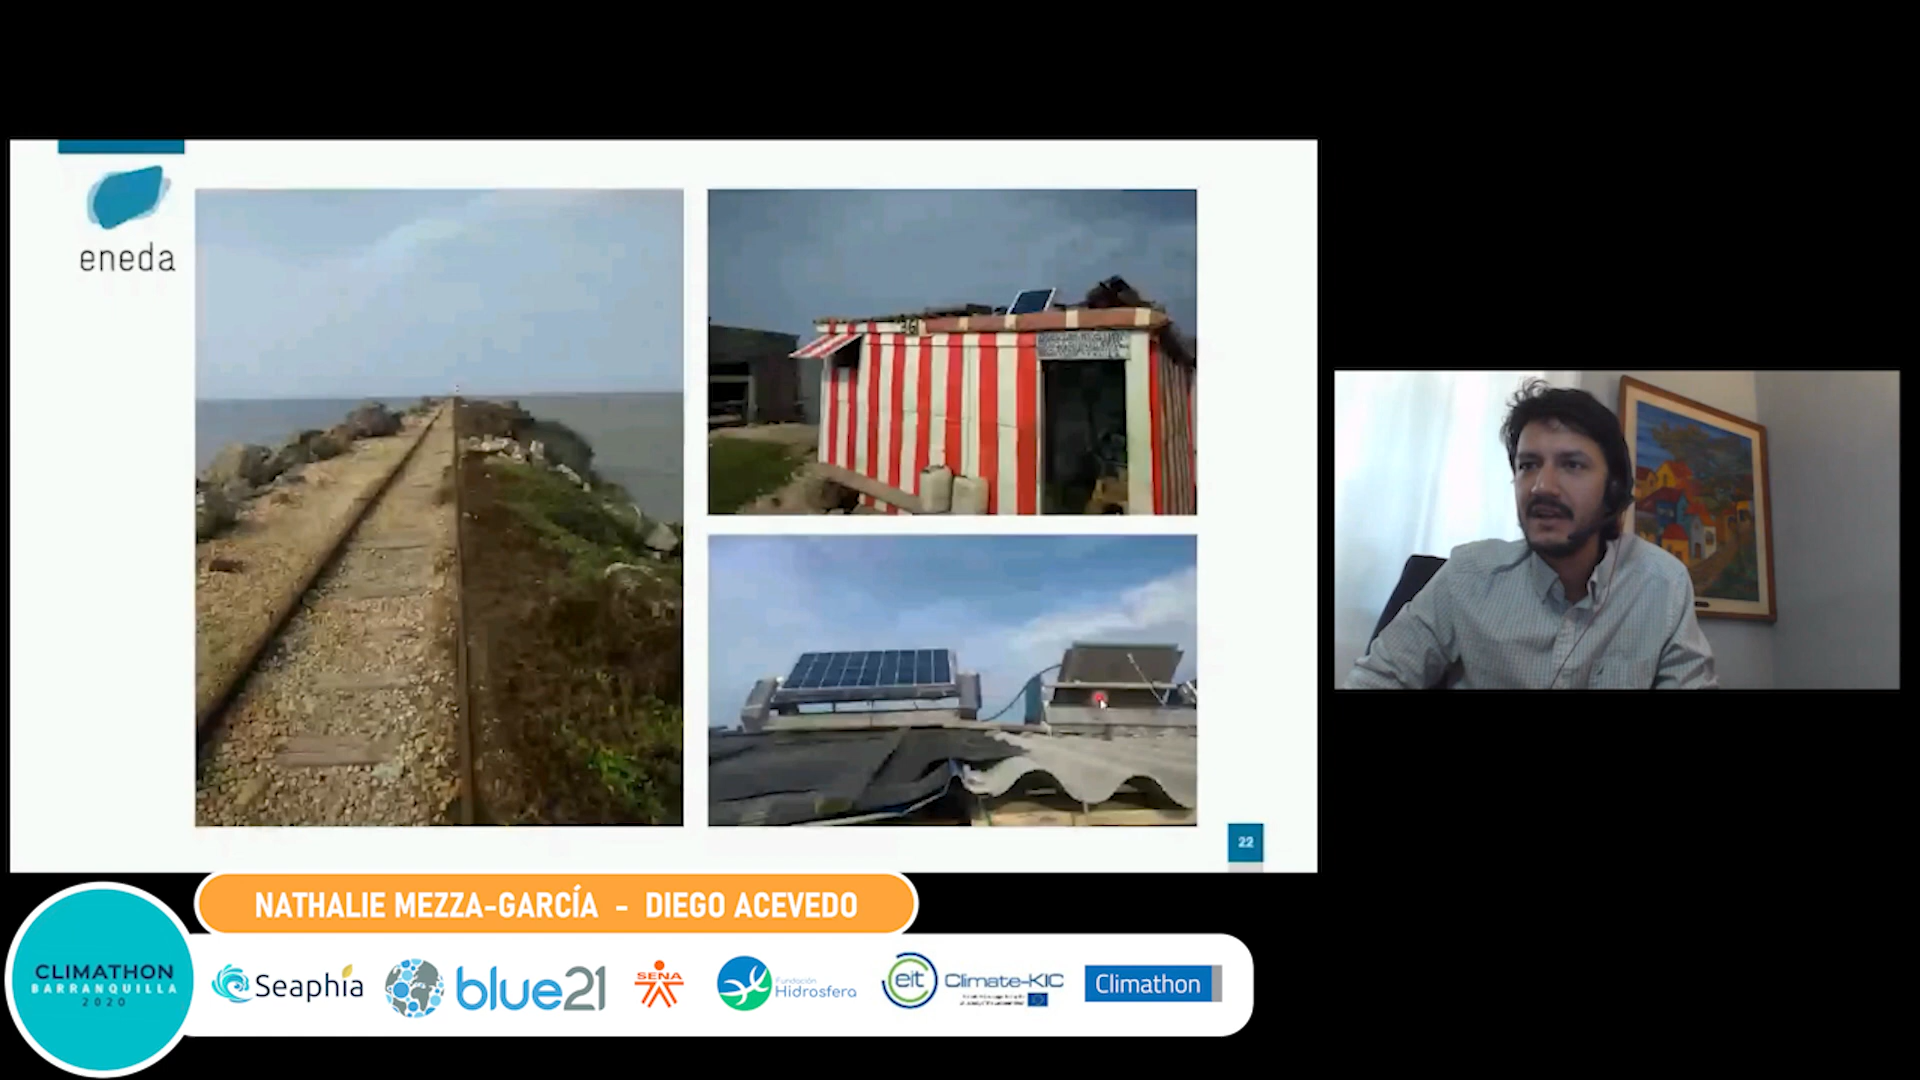 eneda
22
NATHALIE MEZZA-GARCÍA - DIEGO ACEVEDO
CLIMATHON
BARRANQUILLA
2020
Seaphia
blue21
SENA
Fundación
Hidrosfera
eit
Climate-KIC
Climathon